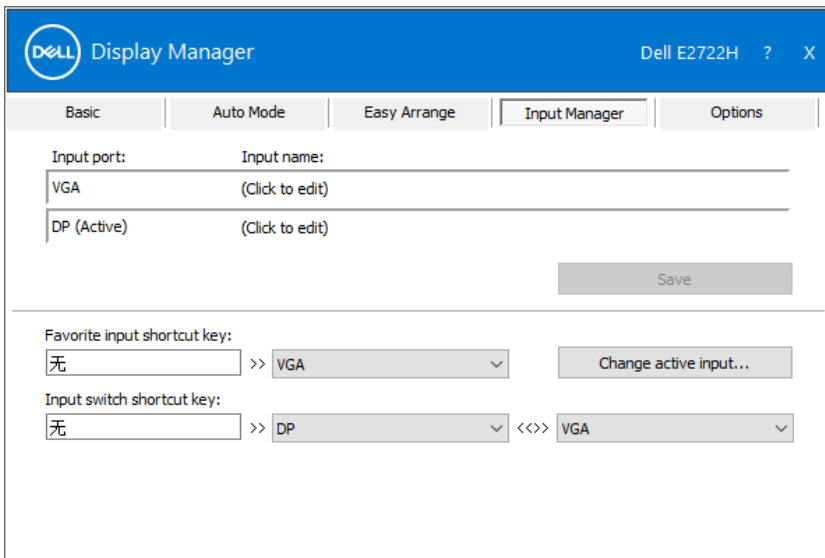 DELL Display Manager Dell E2722H ? X
Basic Auto Mode Easy Arrange Input Manager Options
Input port: Input name:
VGA (Click to edit)
DP (Active) (Click to edit)
Save
Favorite input shortcut key:
无 >> VGA Change active input...
Input switch shortcut key:
无 >> DP <<>> VGA